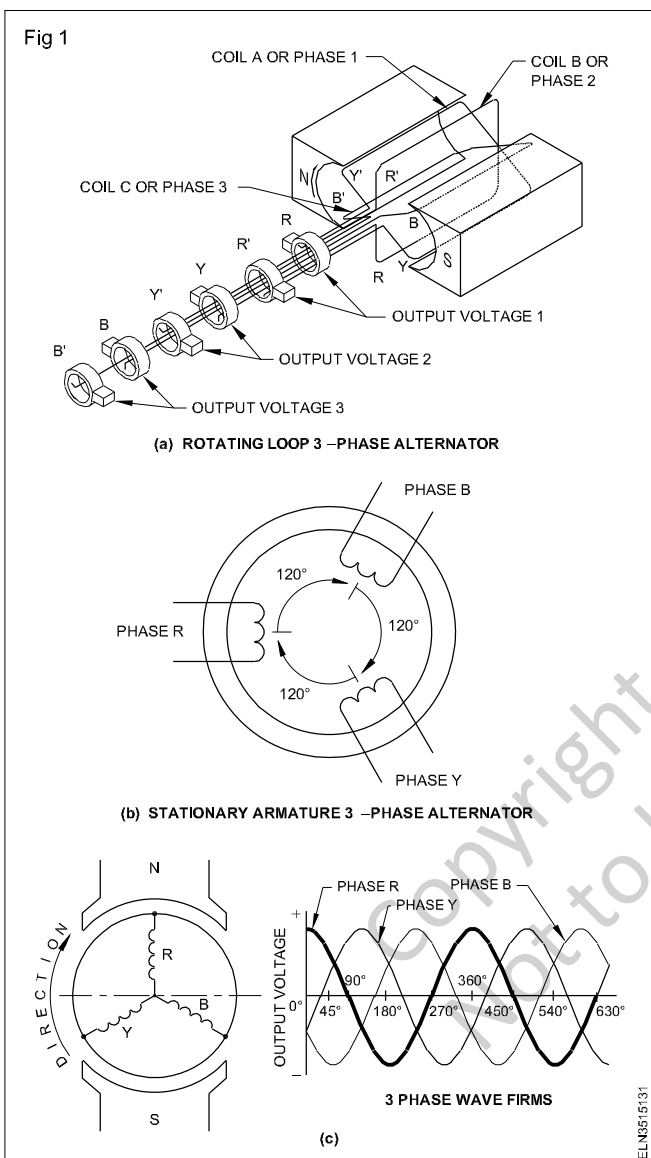 Fig 1
COIL A OR PHASE 1
COIL B OR
PHASE 2
COIL C OR PHASE 3
N
Y'
R'
B'
B
R
Y
S
R
R'
Y
Y'
B
B'
OUTPUT VOLTAGE 1
OUTPUT VOLTAGE 2
OUTPUT VOLTAGE 3
(a) ROTATING LOOP 3 –PHASE ALTERNATOR
PHASE B
120°
PHASE R
120°
120°
PHASE Y
(b) STATIONARY ARMATURE 3 –PHASE ALTERNATOR
N
DIRECTION
R
B
Y
S
PHASE R
PHASE Y
PHASE B
+
OUTPUT VOLTAGE
–
0°
45°
90°
180°
270°
360°
450°
540°
630°
3 PHASE WAVE FIRMS
(c)
ELN3515131
Copyright
Not to